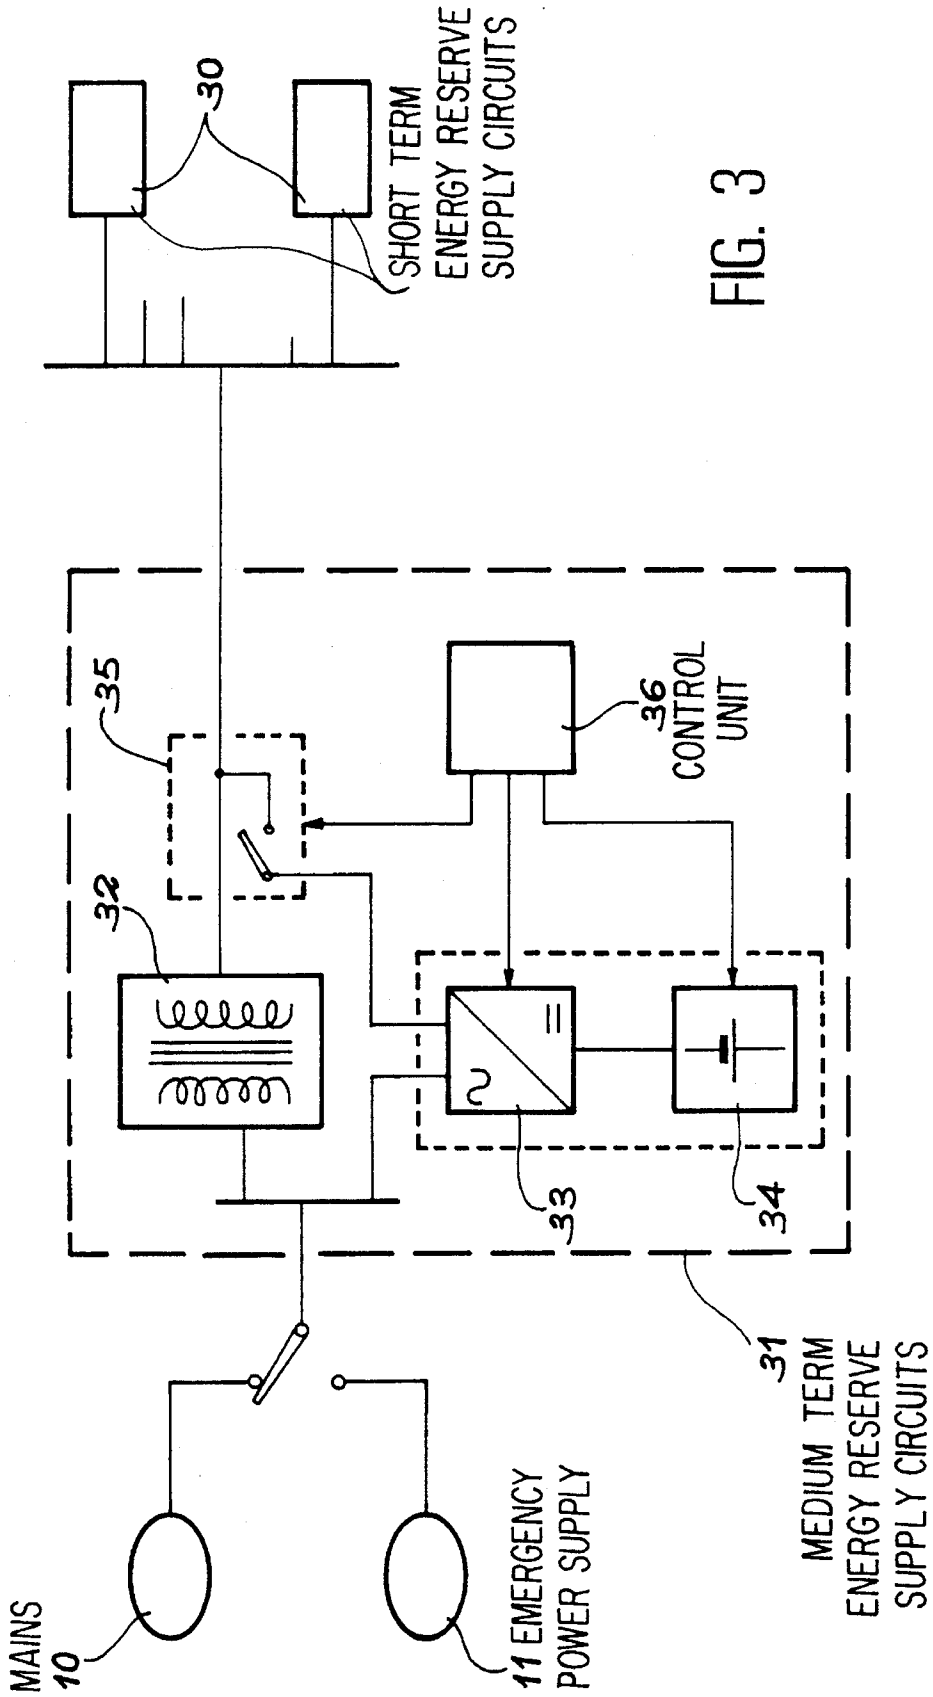 MAINS
10
11 EMERGENCY
POWER SUPPLY
31
MEDIUM TERM
ENERGY RESERVE
SUPPLY CIRCUITS
32
33
34
35
36
CONTROL
UNIT
30
SHORT TERM
ENERGY RESERVE
SUPPLY CIRCUITS
FIG. 3